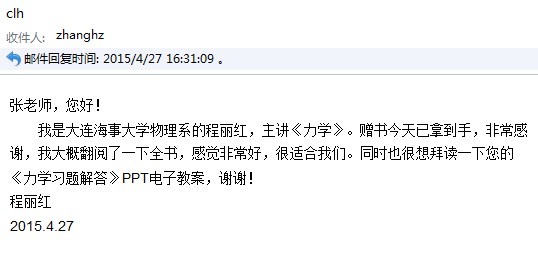 clh
收件人: zhanghz
邮件回复时间: 2015/4/27 16:31:09 。
张老师，您好！
我是大连海事大学物理系的程丽红，主讲《力学》。赠书今天已拿到手，非常感
谢，我大概翻阅了一下全书，感觉非常好，很适合我们。同时也很想拜读一下您的
《力学习题解答》PPT电子教案，谢谢！
程丽红
2015.4.27